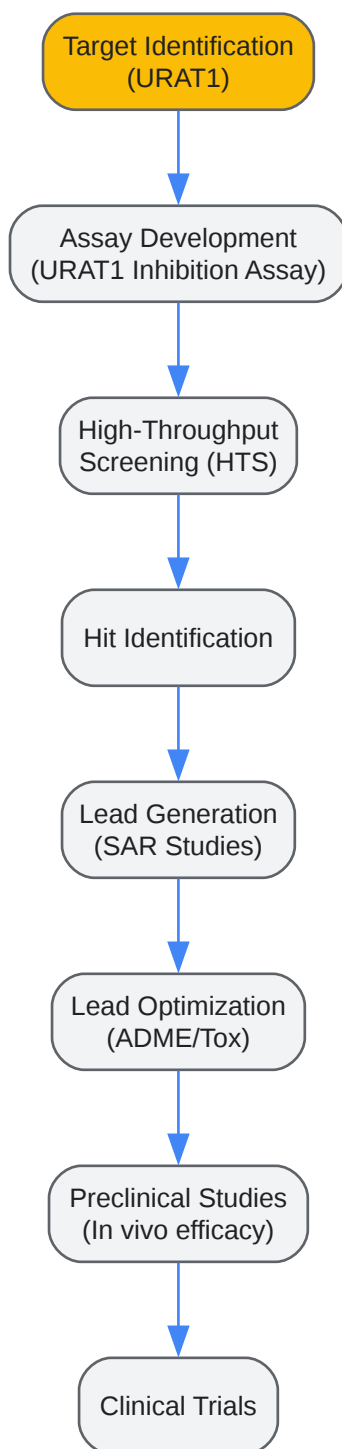 Target Identification
(URAT1)
Assay Development
(URAT1 Inhibition Assay)
High-Throughput
Screening (HTS)
Hit Identification
Lead Generation
(SAR Studies)
Lead Optimization
(ADME/Tox)
Preclinical Studies
(In vivo efficacy)
Clinical Trials